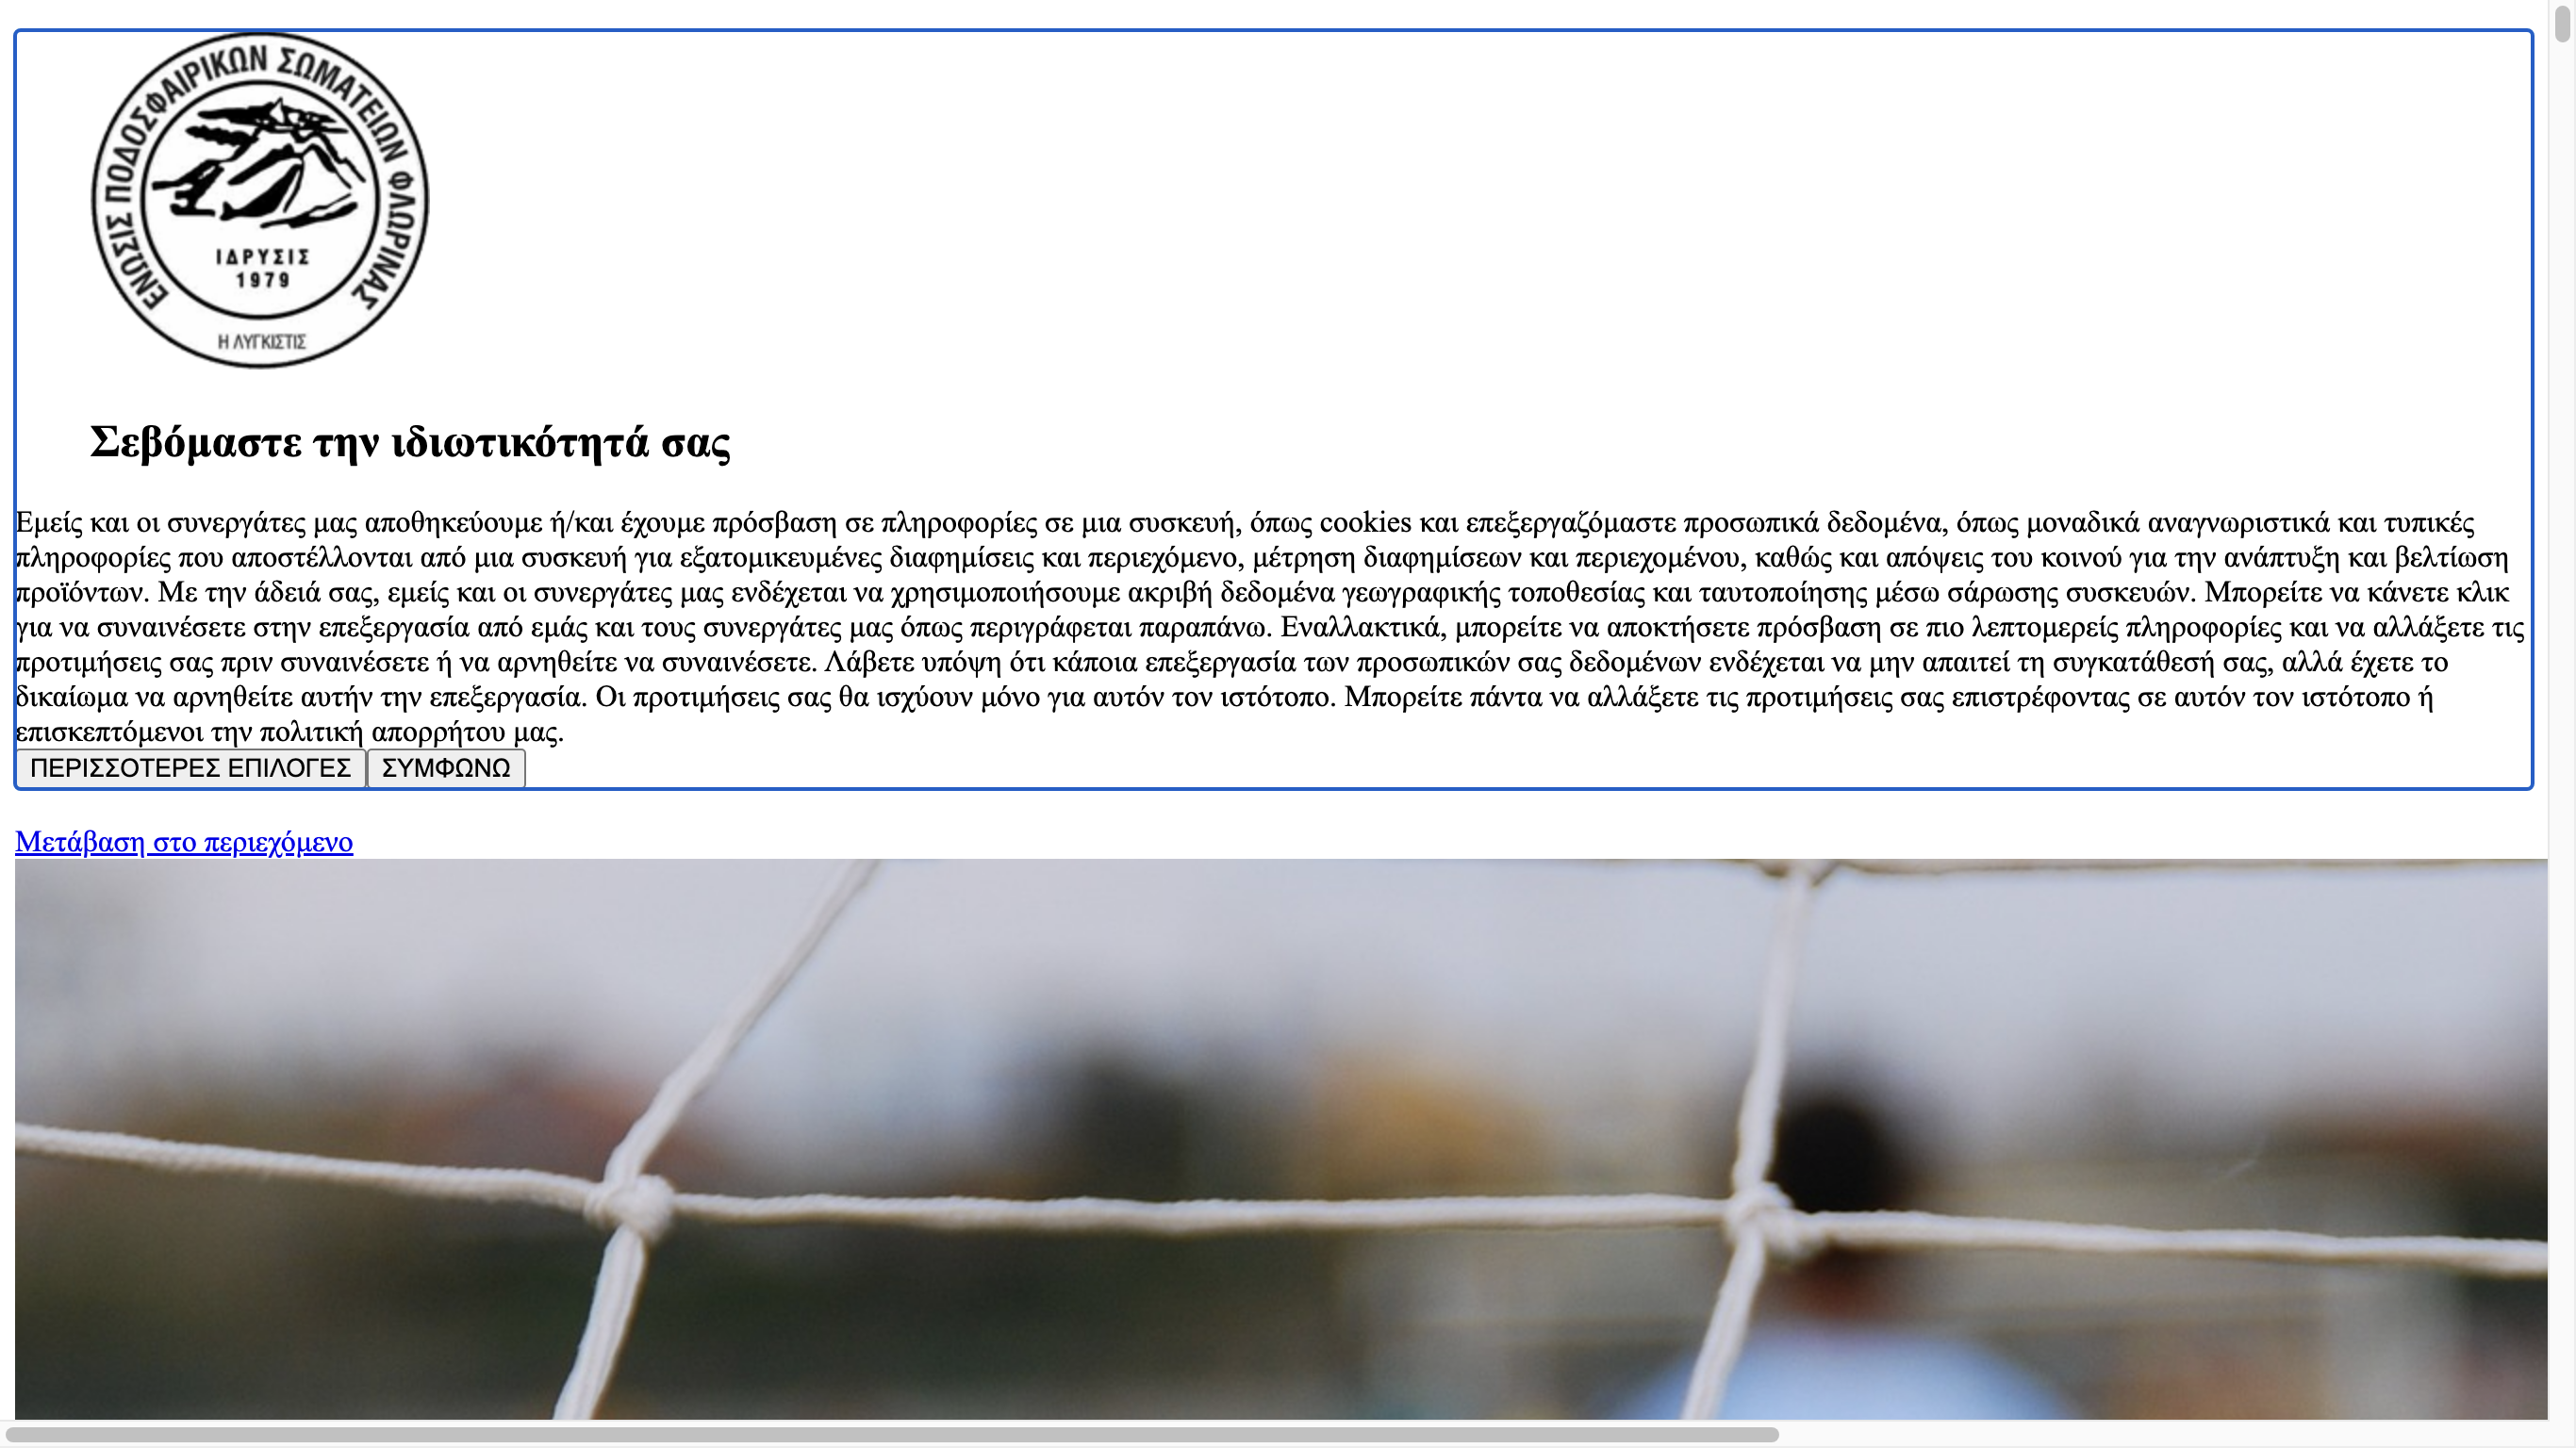 ΕΝΩΣΙΣ ΠΟΔΟΣΦΑΙΡΙΚΩΝ ΣΩΜΑΤΕΙΩΝ ΦΛΩΡΙΝΑΣ
ΙΔΡΥΣΙΣ
1979
Η ΛΥΓΚΙΣΤΙΣ
Σεβόμαστε την ιδιωτικότητά σας
Εμείς και οι συνεργάτες μας αποθηκεύουμε ή/και έχουμε πρόσβαση σε πληροφορίες σε μια συσκευή, όπως cookies και επεξεργαζόμαστε προσωπικά δεδομένα, όπως μοναδικά αναγνωριστικά και τυπικές
πληροφορίες που αποστέλλονται από μια συσκευή για εξατομικευμένες διαφημίσεις και περιεχόμενο, μέτρηση διαφημίσεων και περιεχομένου, καθώς και απόψεις του κοινού για την ανάπτυξη και βελτίωση
προϊόντων. Με την άδειά σας, εμείς και οι συνεργάτες μας ενδέχεται να χρησιμοποιήσουμε ακριβή δεδομένα γεωγραφικής τοποθεσίας και ταυτοποίησης μέσω σάρωσης συσκευών. Μπορείτε να κάνετε κλικ
για να συναινέσετε στην επεξεργασία από εμάς και τους συνεργάτες μας όπως περιγράφεται παραπάνω. Εναλλακτικά, μπορείτε να αποκτήσετε πρόσβαση σε πιο λεπτομερείς πληροφορίες και να αλλάξετε τις
προτιμήσεις σας πριν συναινέσετε ή να αρνηθείτε να συναινέσετε. Λάβετε υπόψη ότι κάποια επεξεργασία των προσωπικών σας δεδομένων ενδέχεται να μην απαιτεί τη συγκατάθεσή σας, αλλά έχετε το
δικαίωμα να αρνηθείτε αυτήν την επεξεργασία. Οι προτιμήσεις σας θα ισχύουν μόνο για αυτόν τον ιστότοπο. Μπορείτε πάντα να αλλάξετε τις προτιμήσεις σας επιστρέφοντας σε αυτόν τον ιστότοπο ή
επισκεπτόμενοι την πολιτική απορρήτου μας.
ΠΕΡΙΣΣΟΤΕΡΕΣ ΕΠΙΛΟΓΕΣ ΣΥΜΦΩΝΩ
Μετάβαση στο περιεχόμενο